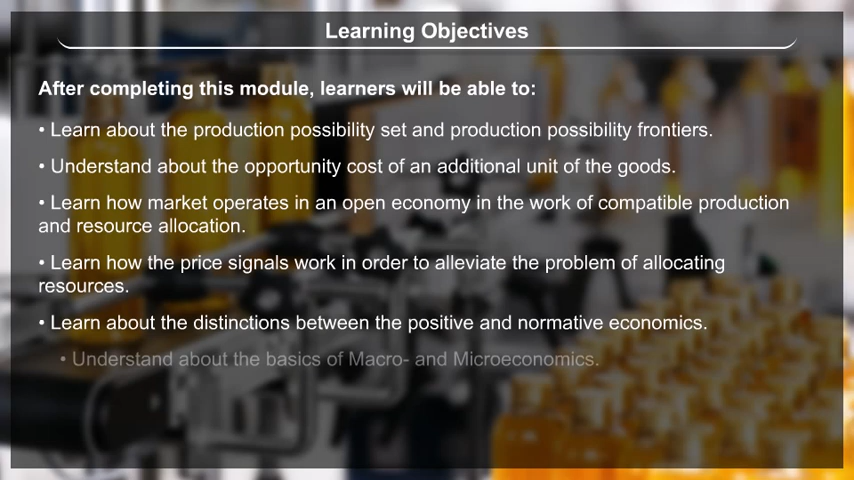 Learning Objectives
After completing this module, learners will be able to:
• Learn about the production possibility set and production possibility frontiers.
• Understand about the opportunity cost of an additional unit of the goods.
• Learn how market operates in an open economy in the work of compatible production
and resource allocation.
• Learn how the price signals work in order to alleviate the problem of allocating
resources.
• Learn about the distinctions between the positive and normative economics.
• Understand about the basics of Macro- and Microeconomics.